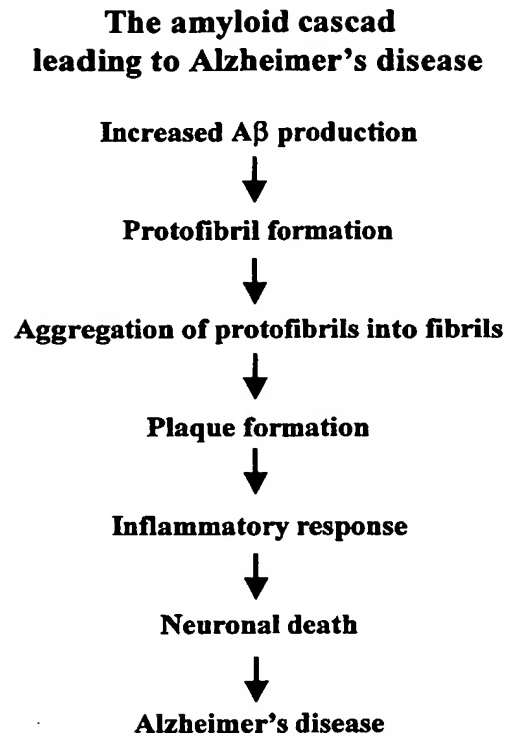 The amyloid cascad
leading to Alzheimer's disease
Increased Aβ production
Protofibril formation
Aggregation of protofibrils into fibrils
Plaque formation
Inflammatory response
Neuronal death
Alzheimer's disease